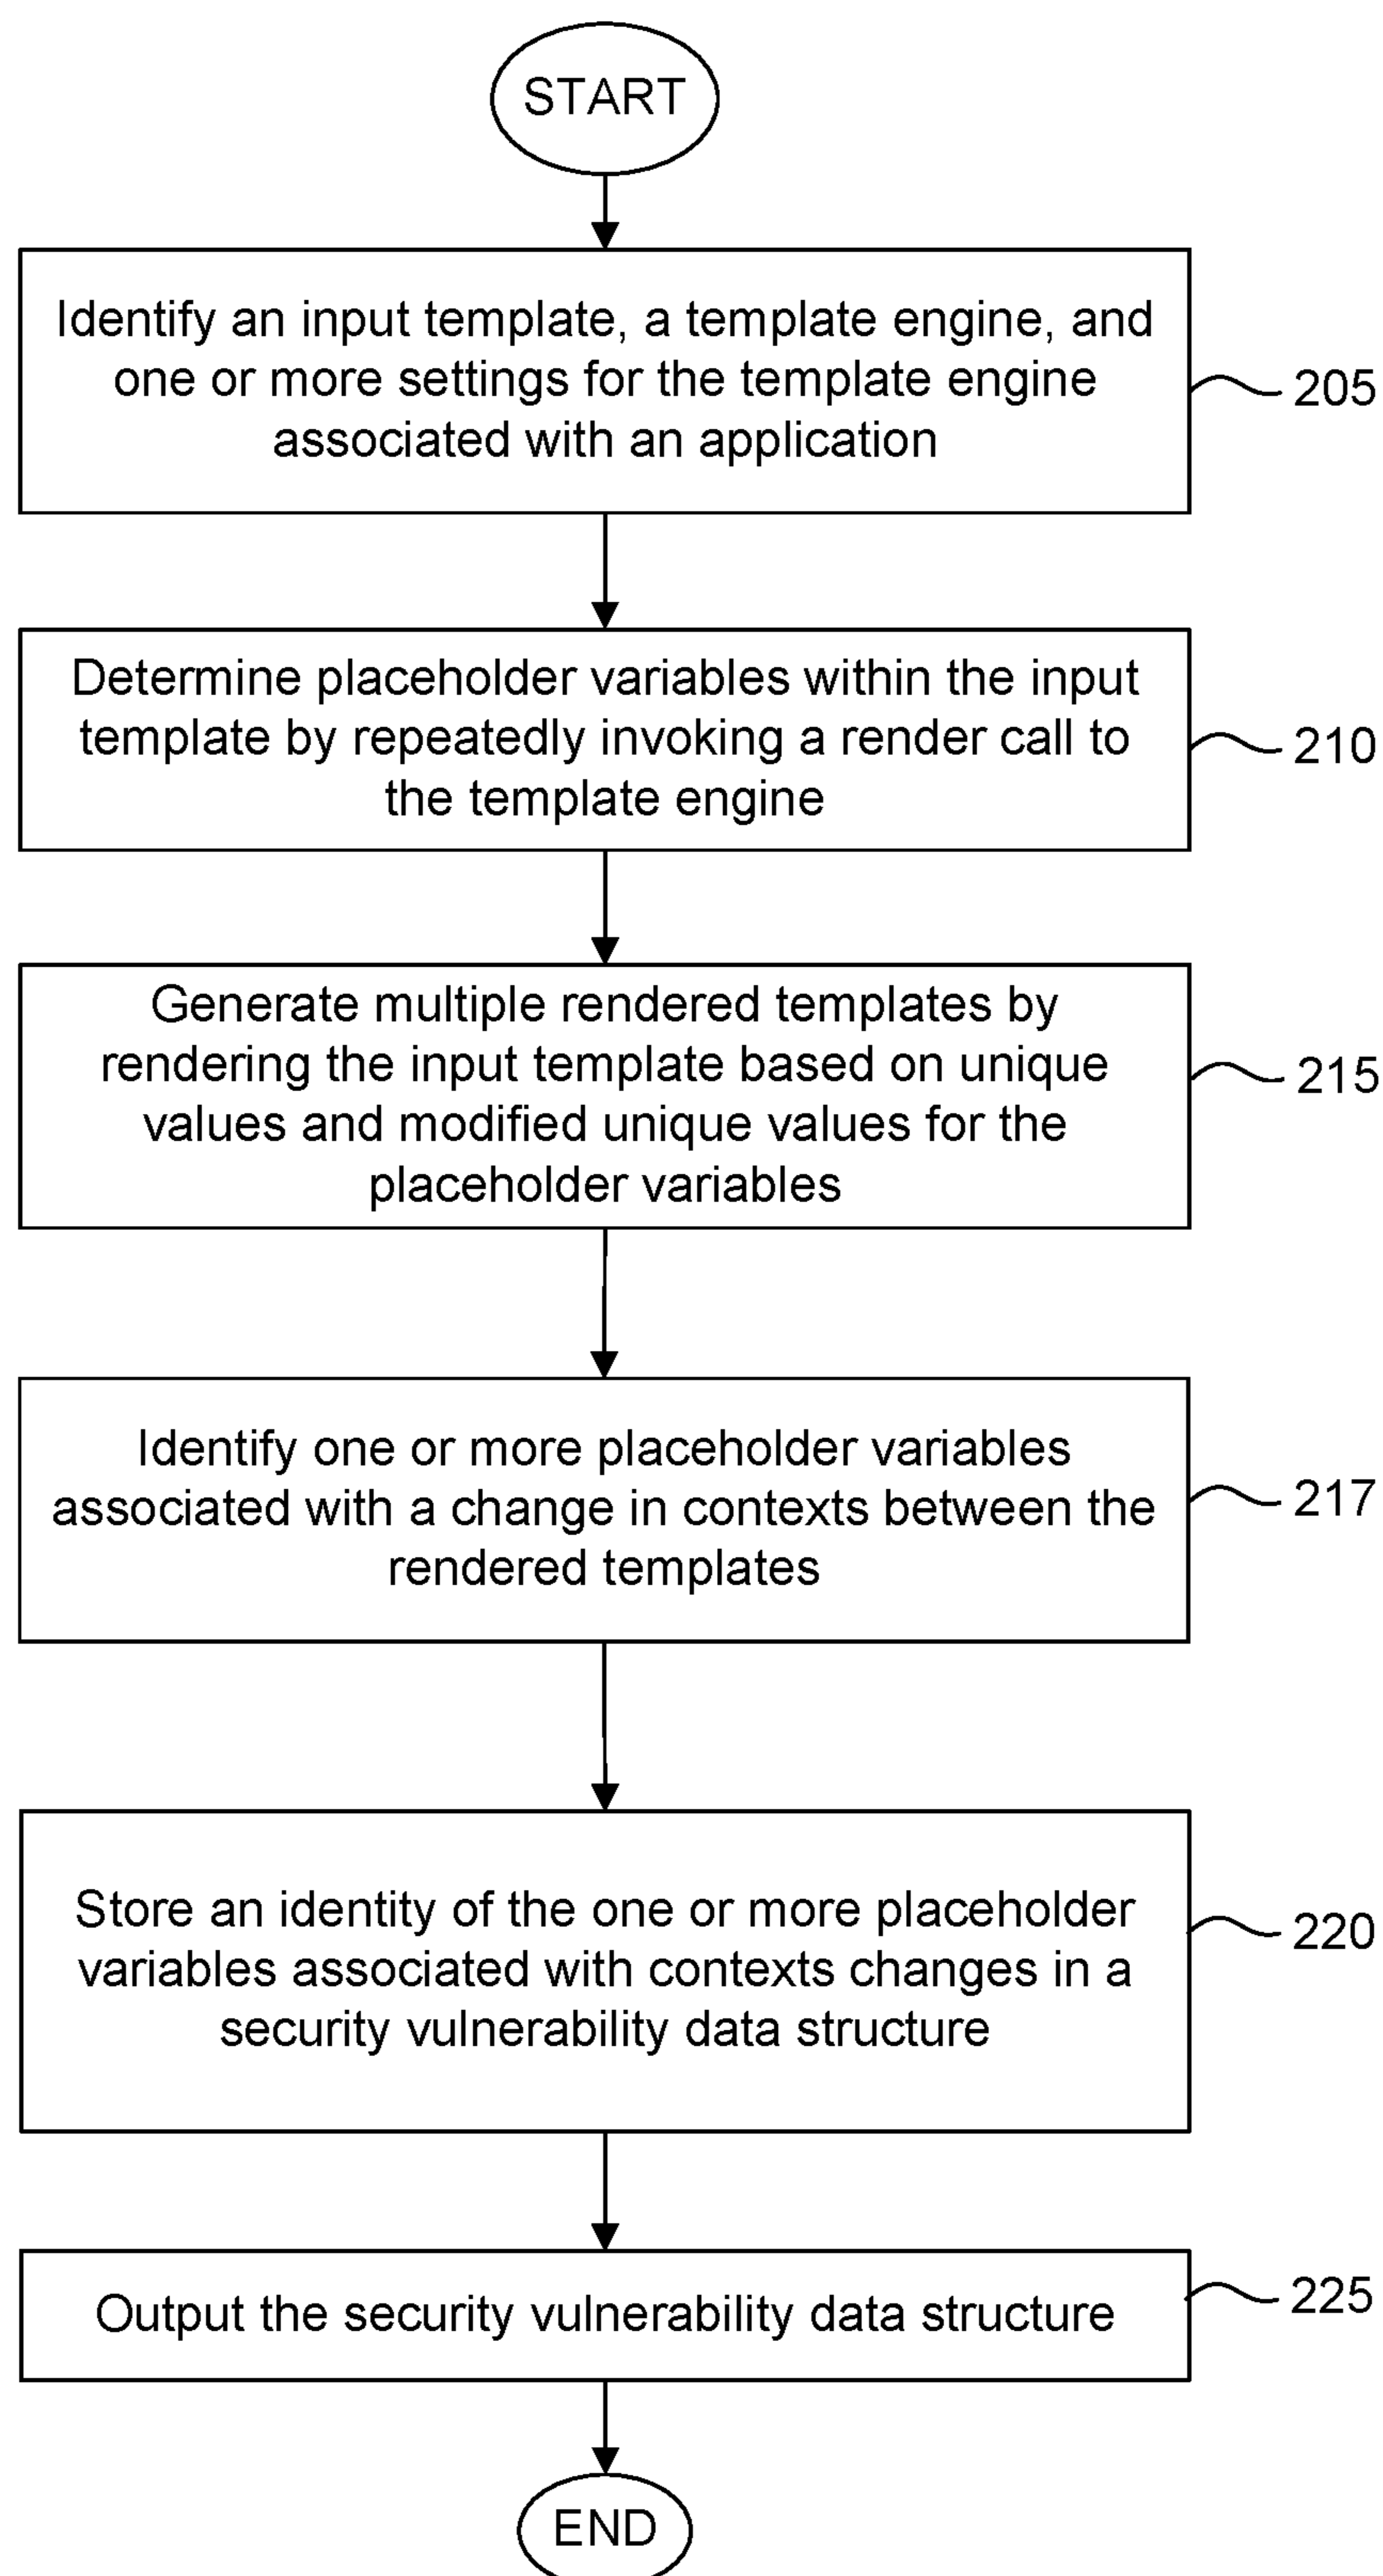 START
Identify an input template, a template engine, and
one or more settings for the template engine
associated with an application
205
Determine placeholder variables within the input
template by repeatedly invoking a render call to
the template engine
210
Generate multiple rendered templates by
rendering the input template based on unique
values and modified unique values for the
placeholder variables
215
Identify one or more placeholder variables
associated with a change in contexts between the
rendered templates
217
Store an identity of the one or more placeholder
variables associated with contexts changes in a
security vulnerability data structure
220
Output the security vulnerability data structure
225
END